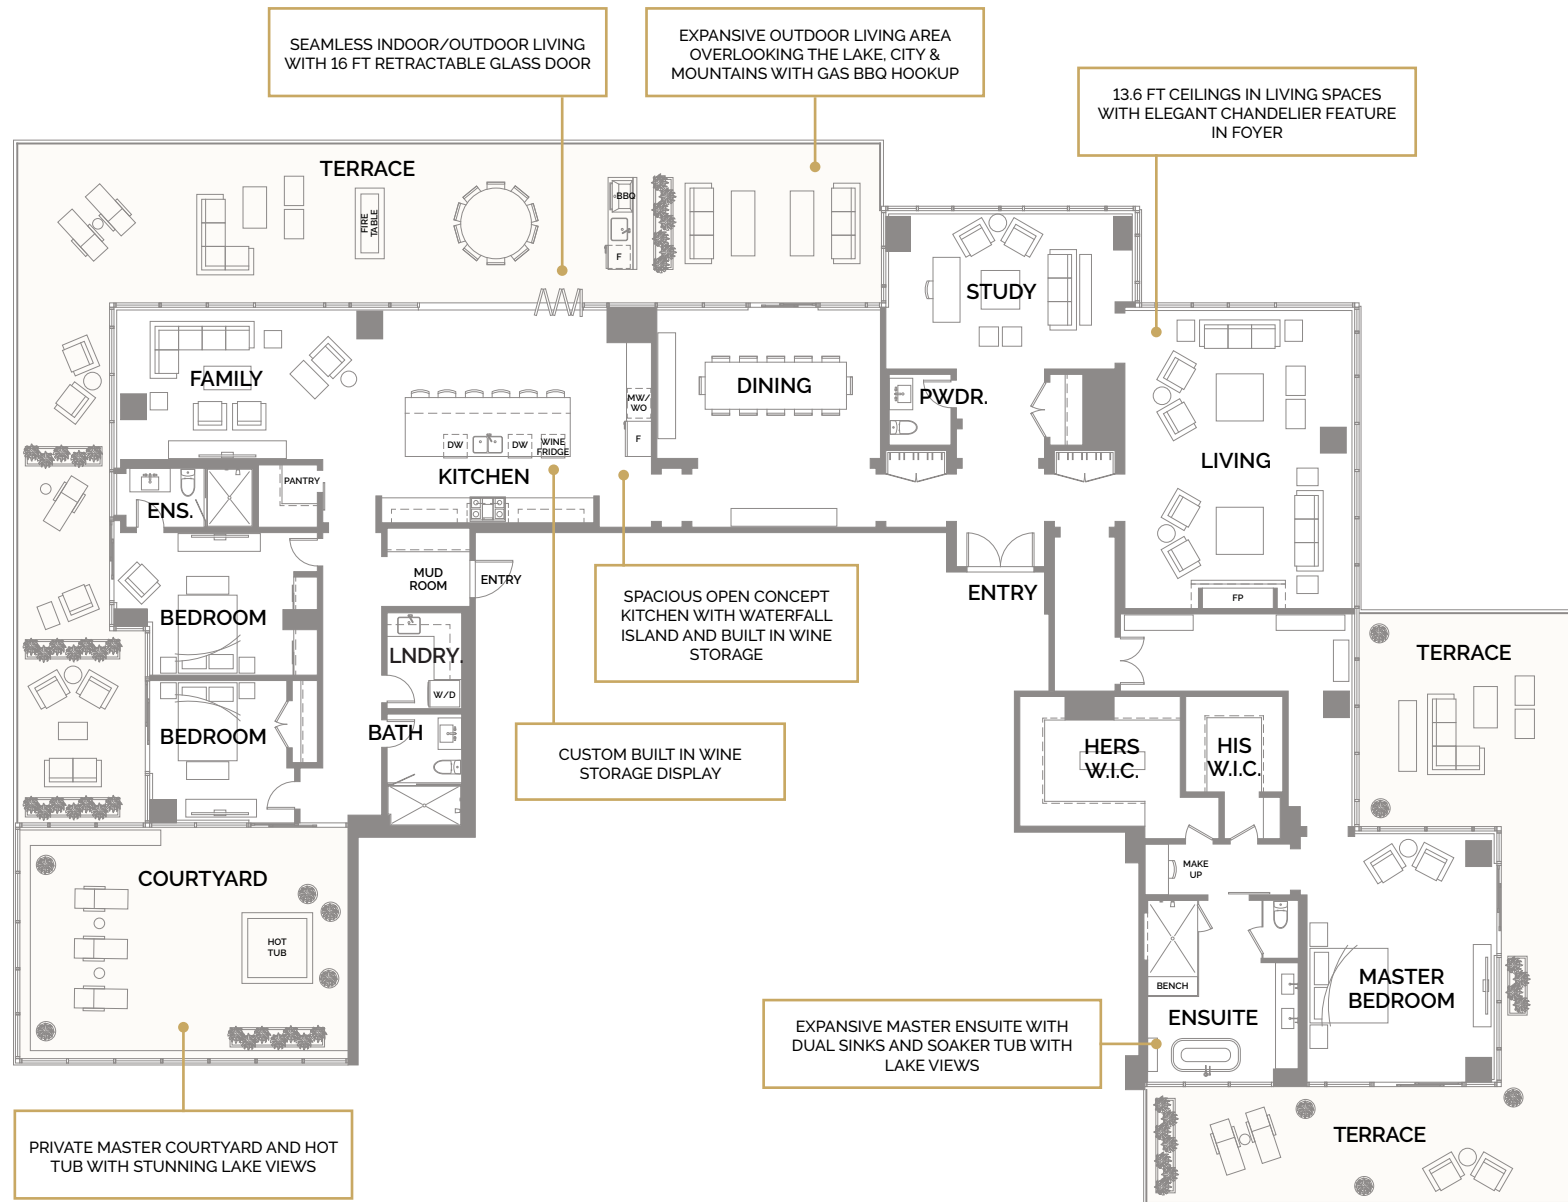 SEAMLESS INDOOR/OUTDOOR LIVING
WITH 16 FT RETRACTABLE GLASS DOOR
EXPANSIVE OUTDOOR LIVING AREA
OVERLOOKING THE LAKE, CITY &
MOUNTAINS WITH GAS BBQ HOOKUP
13.6 FT CEILINGS IN LIVING SPACES
WITH ELEGANT CHANDELIER FEATURE
IN FOYER
TERRACE
FIRE
TABLE
BBQ
F
STUDY
FAMILY
DINING
PWDR.
MW/
WO
F
DW
DW
WINE
FRIDGE
KITCHEN
LIVING
PANTRY
ENS.
MUD
ROOM
ENTRY
ENTRY
SPACIOUS OPEN CONCEPT
KITCHEN WITH WATERFALL
ISLAND AND BUILT IN WINE
STORAGE
FP
BEDROOM
LNDRY.
W/D
TERRACE
BEDROOM
BATH
CUSTOM BUILT IN WINE
STORAGE DISPLAY
HERS
W.I.C.
HIS
W.I.C.
MAKE
UP
COURTYARD
HOT
TUB
BENCH
MASTER
BEDROOM
ENSUITE
EXPANSIVE MASTER ENSUITE WITH
DUAL SINKS AND SOAKER TUB WITH
LAKE VIEWS
PRIVATE MASTER COURTYARD AND HOT
TUB WITH STUNNING LAKE VIEWS
TERRACE